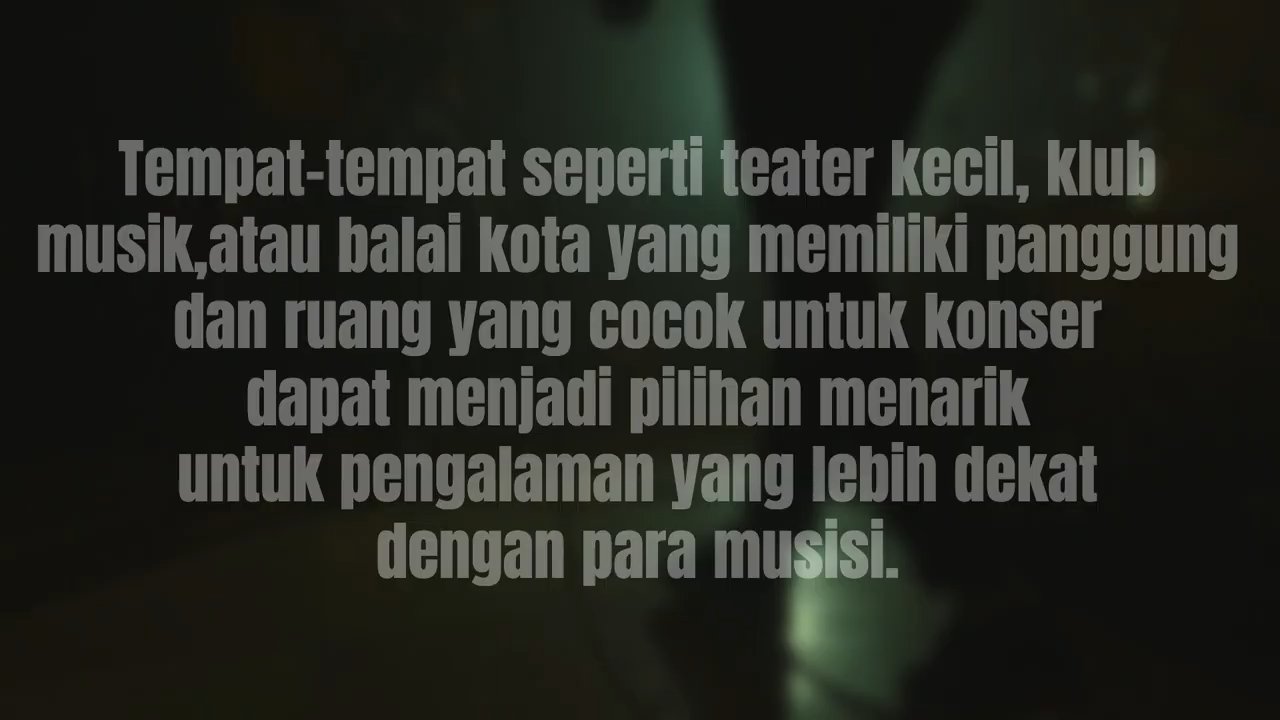 Tempat-tempat seperti teater kecil, klub
musik,atau balai kota yang memiliki panggung
dan ruang yang cocok untuk konser
dapat menjadi pilihan menarik
untuk pengalaman yang lebih dekat
dengan para musisi.